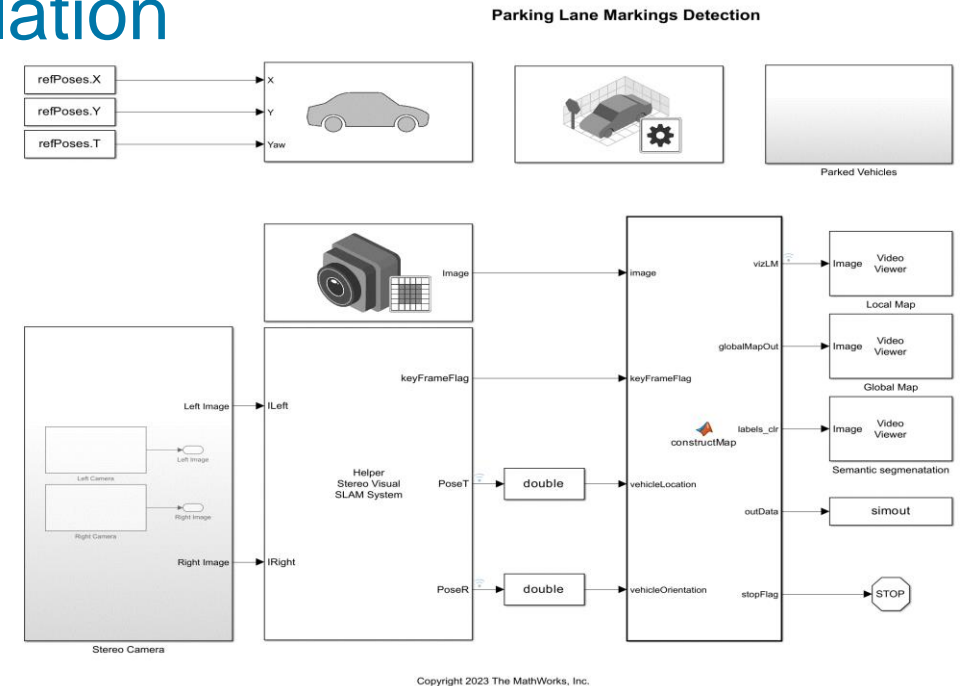 lation
Parking Lane Markings Detection
refPoses.X
refPoses.Y
refPoses.T
X
Y
Yaw
Parked Vehicles
Image
image
keyFrameFlag
keyFrameFlag
Left Image
ILeft
Left Image
Left Camera
Right Image
Right Camera
Right Image
IRight
Stereo Camera
Helper
Stereo Visual
SLAM System
PoseT
double
vehicleLocation
PoseR
double
vehicleOrientation
constructMap
vizLM
globalMapOut
labels_clr
outData
stopFlag
Image
Video
Viewer
Local Map
Image
Video
Viewer
Global Map
Image
Video
Viewer
Semantic segmenatation
simout
STOP
Copyright 2023 The MathWorks, Inc.